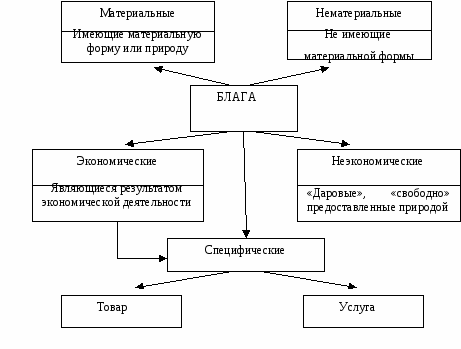 Материальные
Имеющие материальную
форму или природу
Нематериальные
Не имеющие
материальной формы
БЛАГА
Экономические
Являющиеся результатом
экономической деятельности
Неэкономические
«Даровые», «свободно»
предоставленные природой
Специфические
Товар
Услуга